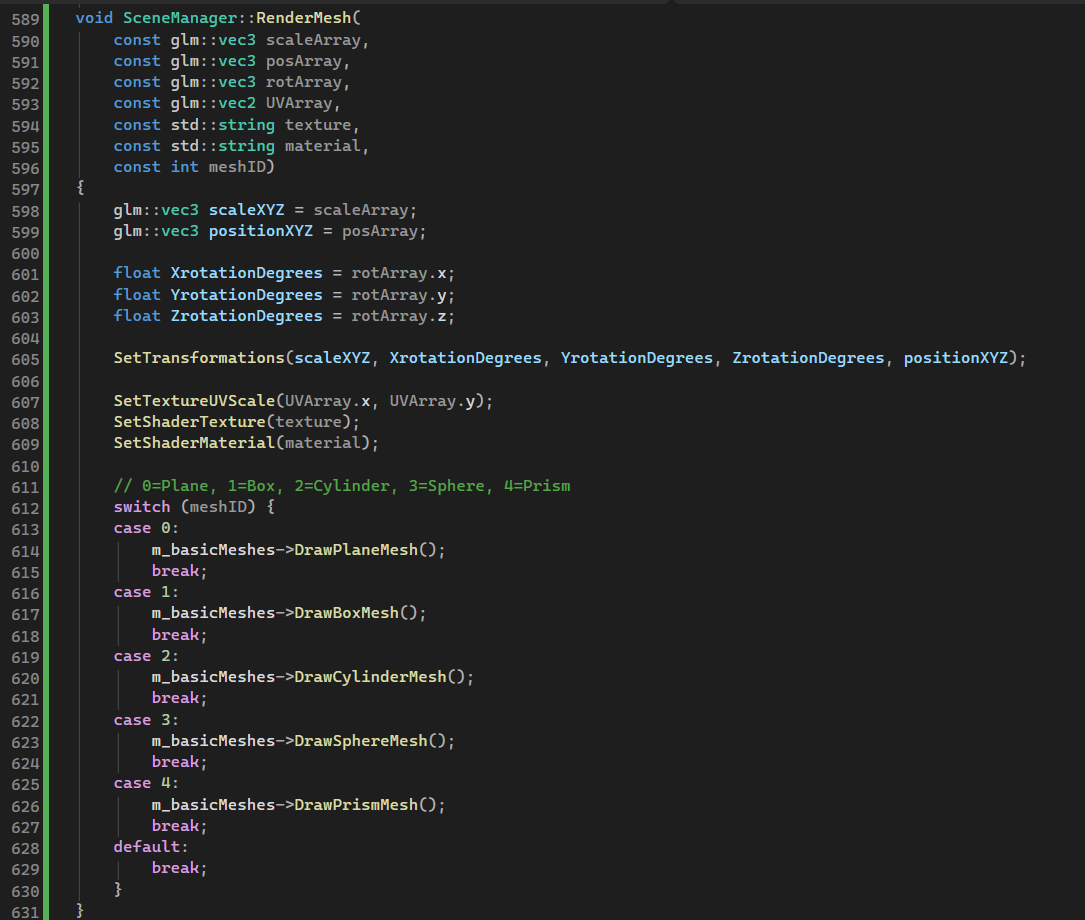 589 void SceneManager::RenderMesh(
590     const glm::vec3 scaleArray,
591     const glm::vec3 posArray,
592     const glm::vec3 rotArray,
593     const glm::vec2 UVArray,
594     const std::string texture,
595     const std::string material,
596     const int meshID)
597 {
598     glm::vec3 scaleXYZ = scaleArray;
599     glm::vec3 positionXYZ = posArray;
600
601     float XrotationDegrees = rotArray.x;
602     float YrotationDegrees = rotArray.y;
603     float ZrotationDegrees = rotArray.z;
604
605     SetTransformations(scaleXYZ, XrotationDegrees, YrotationDegrees, ZrotationDegrees, positionXYZ);
606
607     SetTextureUVScale(UVArray.x, UVArray.y);
608     SetShaderTexture(texture);
609     SetShaderMaterial(material);
610
611     // 0=Plane, 1=Box, 2=Cylinder, 3=Sphere, 4=Prism
612     switch (meshID) {
613     case 0:
614         m_basicMeshes->DrawPlaneMesh();
615         break;
616     case 1:
617         m_basicMeshes->DrawBoxMesh();
618         break;
619     case 2:
620         m_basicMeshes->DrawCylinderMesh();
621         break;
622     case 3:
623         m_basicMeshes->DrawSphereMesh();
624         break;
625     case 4:
626         m_basicMeshes->DrawPrismMesh();
627         break;
628     default:
629         break;
630     }
631 }